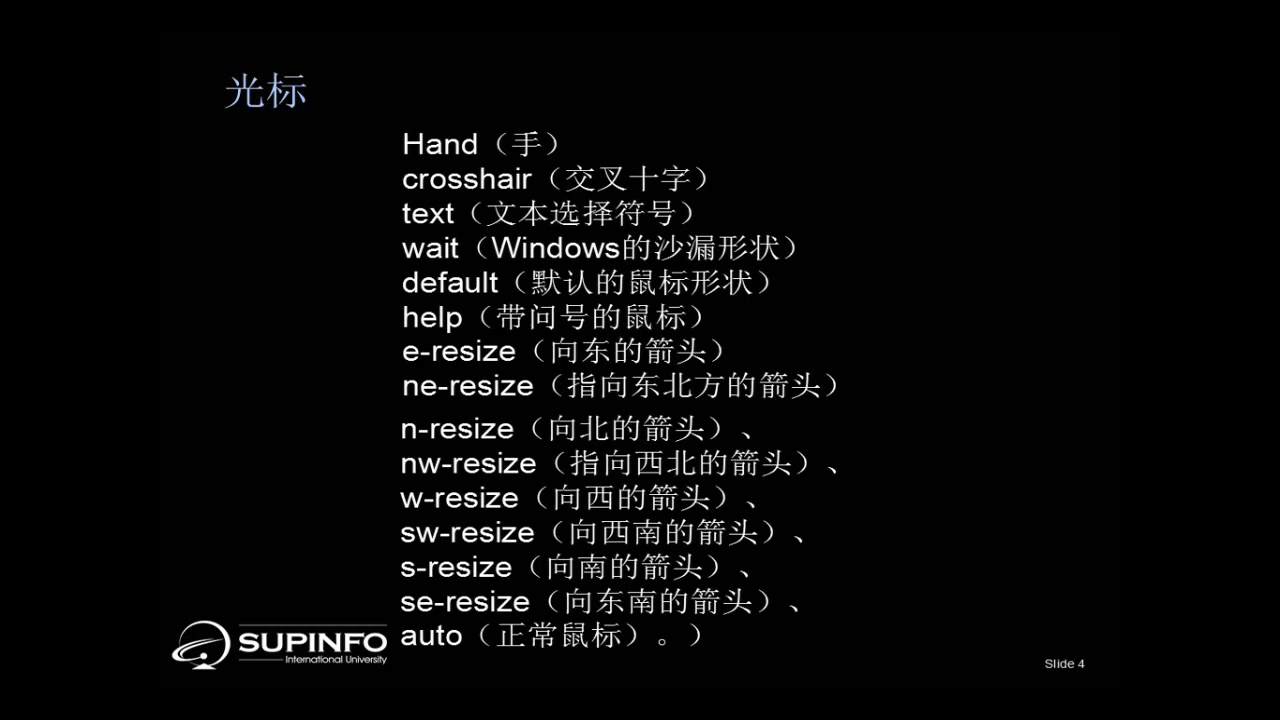 光标
Hand（手）
crosshair（交叉十字）
text（文本选择符号）
wait（Windows的沙漏形状）
default（默认的鼠标形状）
help（带问号的鼠标）
e-resize（向东的箭头）
ne-resize（指向东北方的箭头）
n-resize（向北的箭头）、
nw-resize（指向西北的箭头）、
w-resize（向西的箭头）、
sw-resize（向西南的箭头）、
s-resize（向南的箭头）、
se-resize（向东南的箭头）、
auto（正常鼠标）。）
SUPINFO
International University
Slide 4